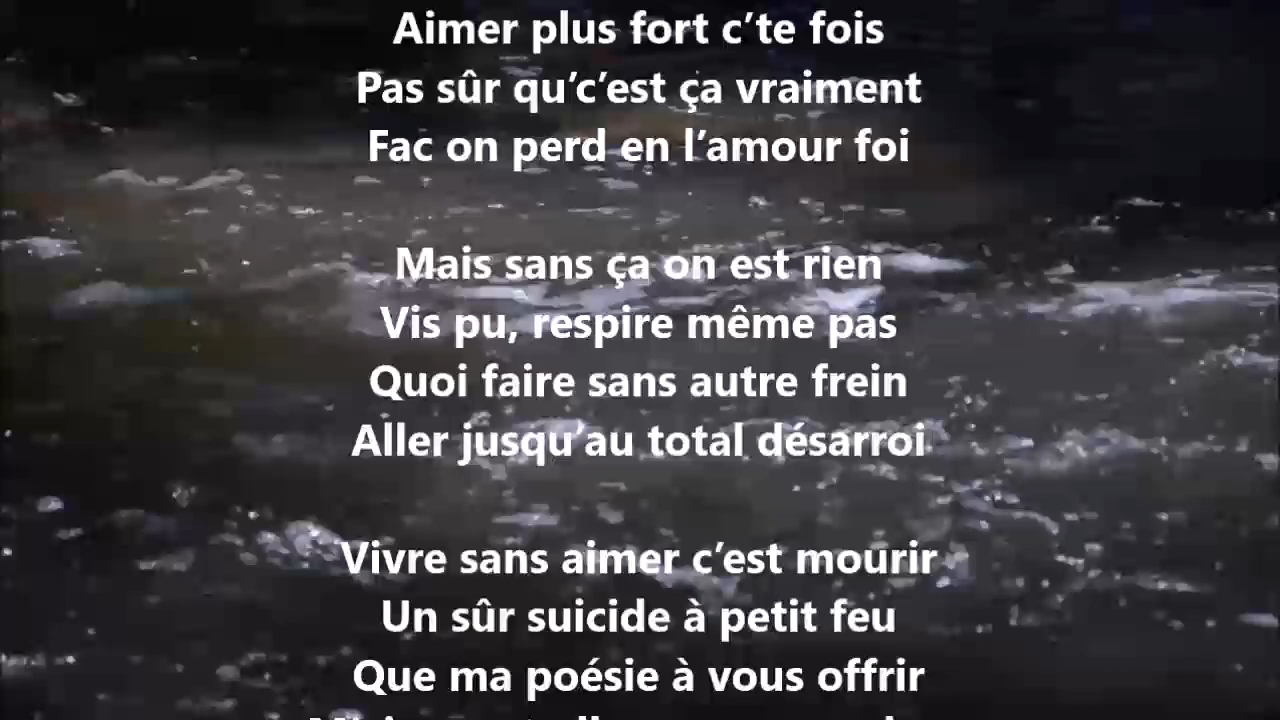 Aimer plus fort c’te fois
Pas sûr qu’c’est ça vraiment
Fac on perd en l’amour foi
Mais sans ça on est rien
Vis pu, respire même pas
Quoi faire sans autre frein
Aller jusqu’au total désarroi
Vivre sans aimer c’est mourir
Un sûr suicide à petit feu
Que ma poésie à vous offrir